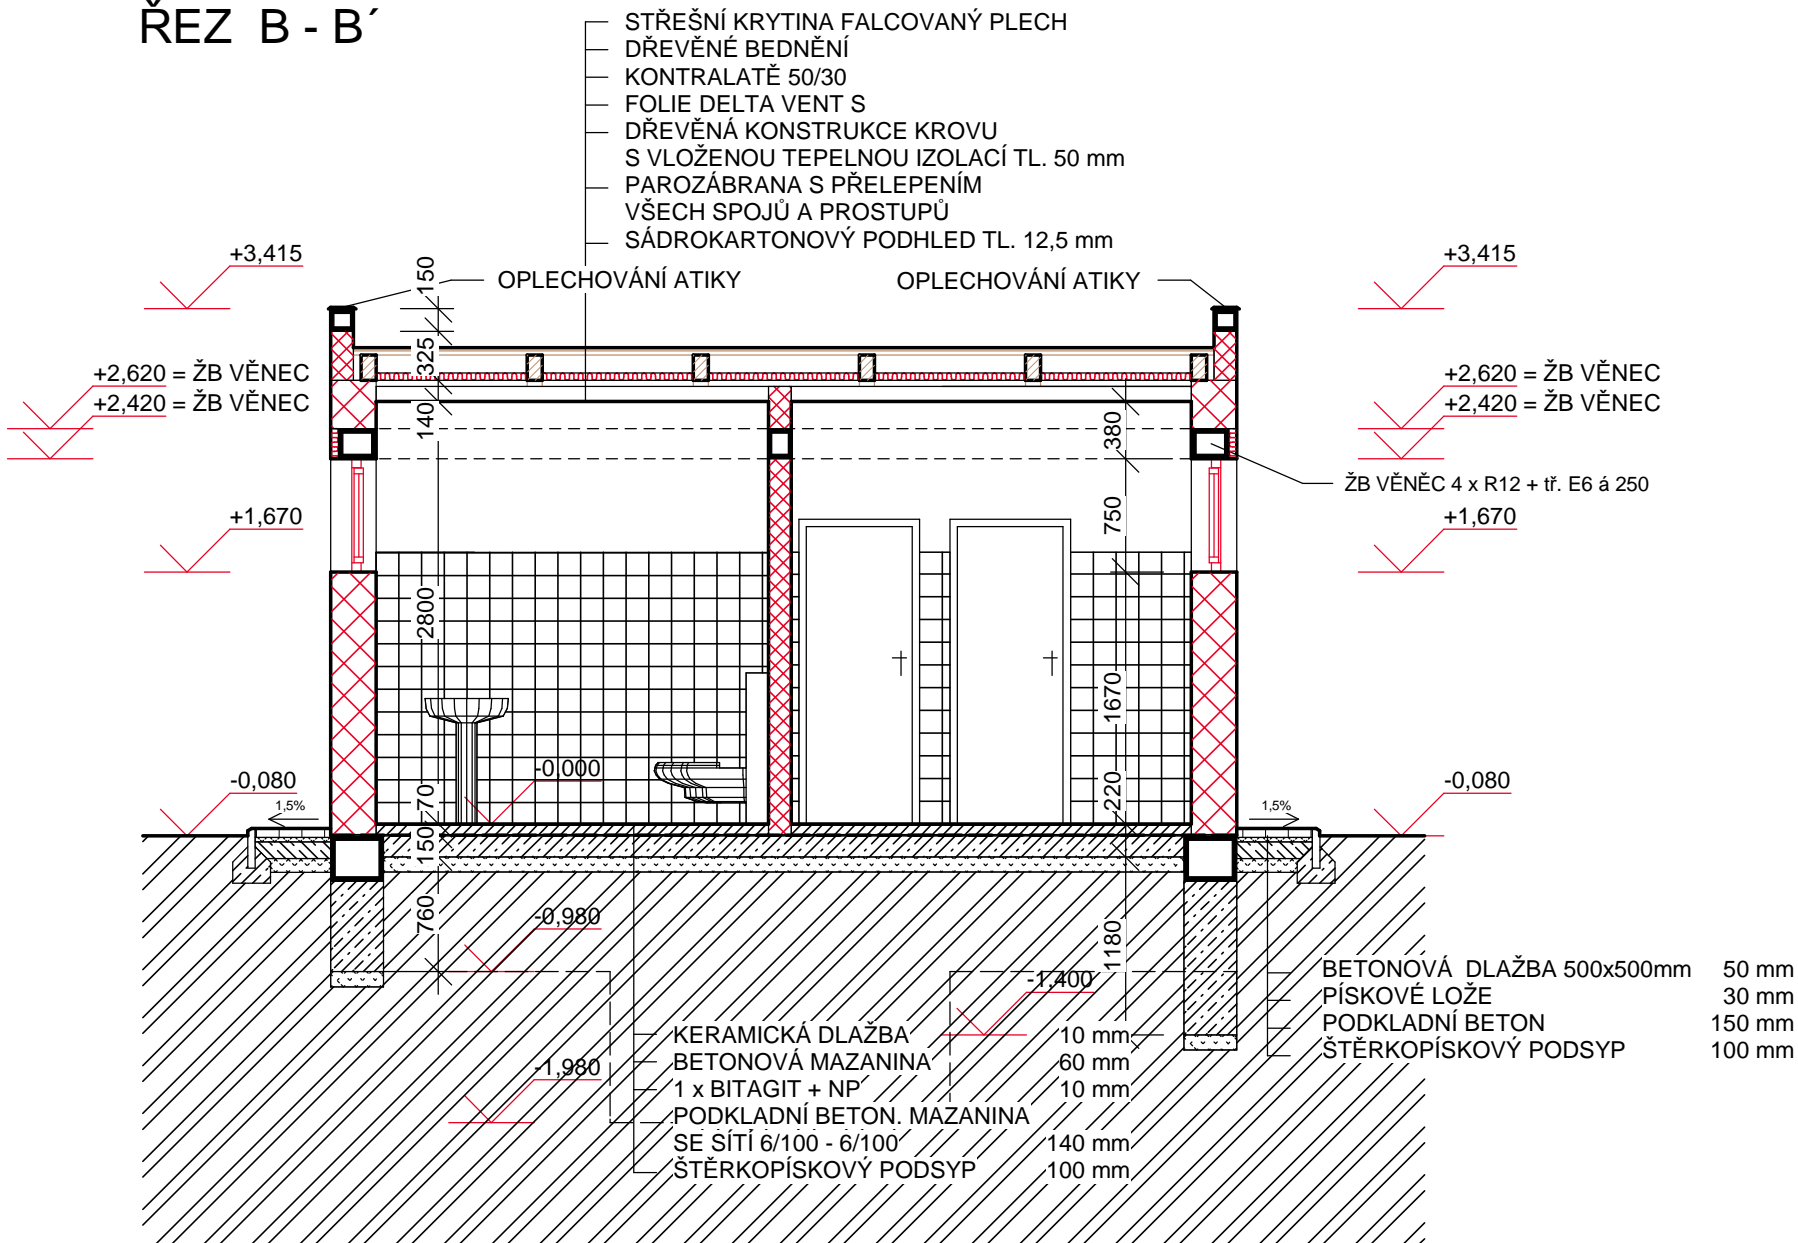 ŘEZ  B - B´
STŘEŠNÍ KRYTINA FALCOVANÝ PLECH
DŘEVĚNÉ BEDNĚNÍ
KONTRALATĚ 50/30
FOLIE DELTA VENT S
DŘEVĚNÁ KONSTRUKCE KROVU
S VLOŽENOU TEPELNOU IZOLACÍ TL. 50 mm
PAROZÁBRANA S PŘELEPENÍM
VŠECH SPOJŮ A PROSTUPŮ
SÁDROKARTONOVÝ PODHLED TL. 12,5 mm
+3,415
+3,415
OPLECHOVÁNÍ ATIKY
OPLECHOVÁNÍ ATIKY
150
325
140
2800
70
150
760
+2,620 = ŽB VĚNEC
+2,420 = ŽB VĚNEC
+2,620 = ŽB VĚNEC
+2,420 = ŽB VĚNEC
380
750
1670
220
1180
ŽB VĚNĚC 4 x R12 + tř. E6 á 250
+1,670
+1,670
-0,000
-0,080
-0,080
1,5%
1,5%
-0,980
-1,400
-1,980
KERAMICKÁ DLAŽBA 10 mm
BETONOVÁ MAZANINA 60 mm
1 x BITAGIT + NP 10 mm
PODKLADNÍ BETON. MAZANINA
SE SÍTÍ 6/100 - 6/100 140 mm
ŠTĚRKOPÍSKOVÝ PODSYP 100 mm
BETONOVÁ  DLAŽBA 500x500mm 50 mm
PÍSKOVÉ LOŽE 30 mm
PODKLADNÍ BETON 150 mm
ŠTĚRKOPÍSKOVÝ PODSYP 100 mm